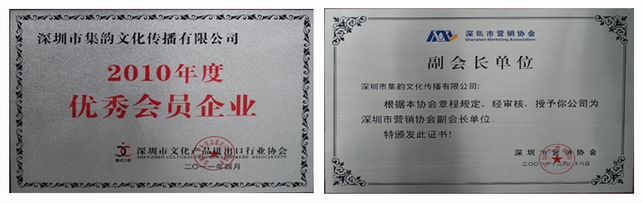 深圳市集韵文化传播有限公司
2010年度
优秀会员企业
深圳市文化产品进出口行业协会
二〇一一年四月
深圳市营销协会
Shenzhen Marketing Association
副会长单位
深圳市集韵文化传播有限公司:
根据本协会章程规定，经审核，授予你公司为
深圳市营销协会副会长单位。
特颁发此证书!
深圳市营销协会